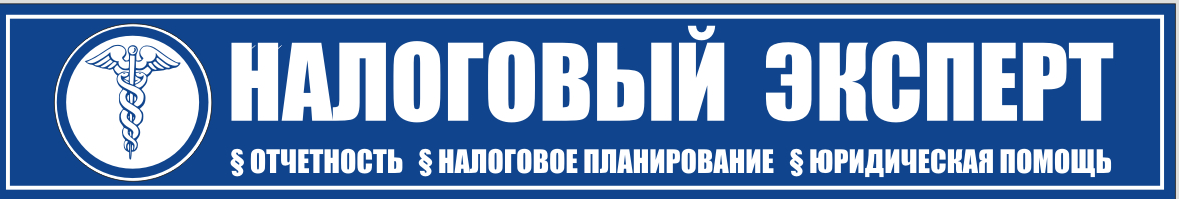 НАЛОГОВЫЙ ЭКСПЕРТ
§ ОТЧЕТНОСТЬ § НАЛОГОВОЕ ПЛАНИРОВАНИЕ § ЮРИДИЧЕСКАЯ ПОМОЩЬ